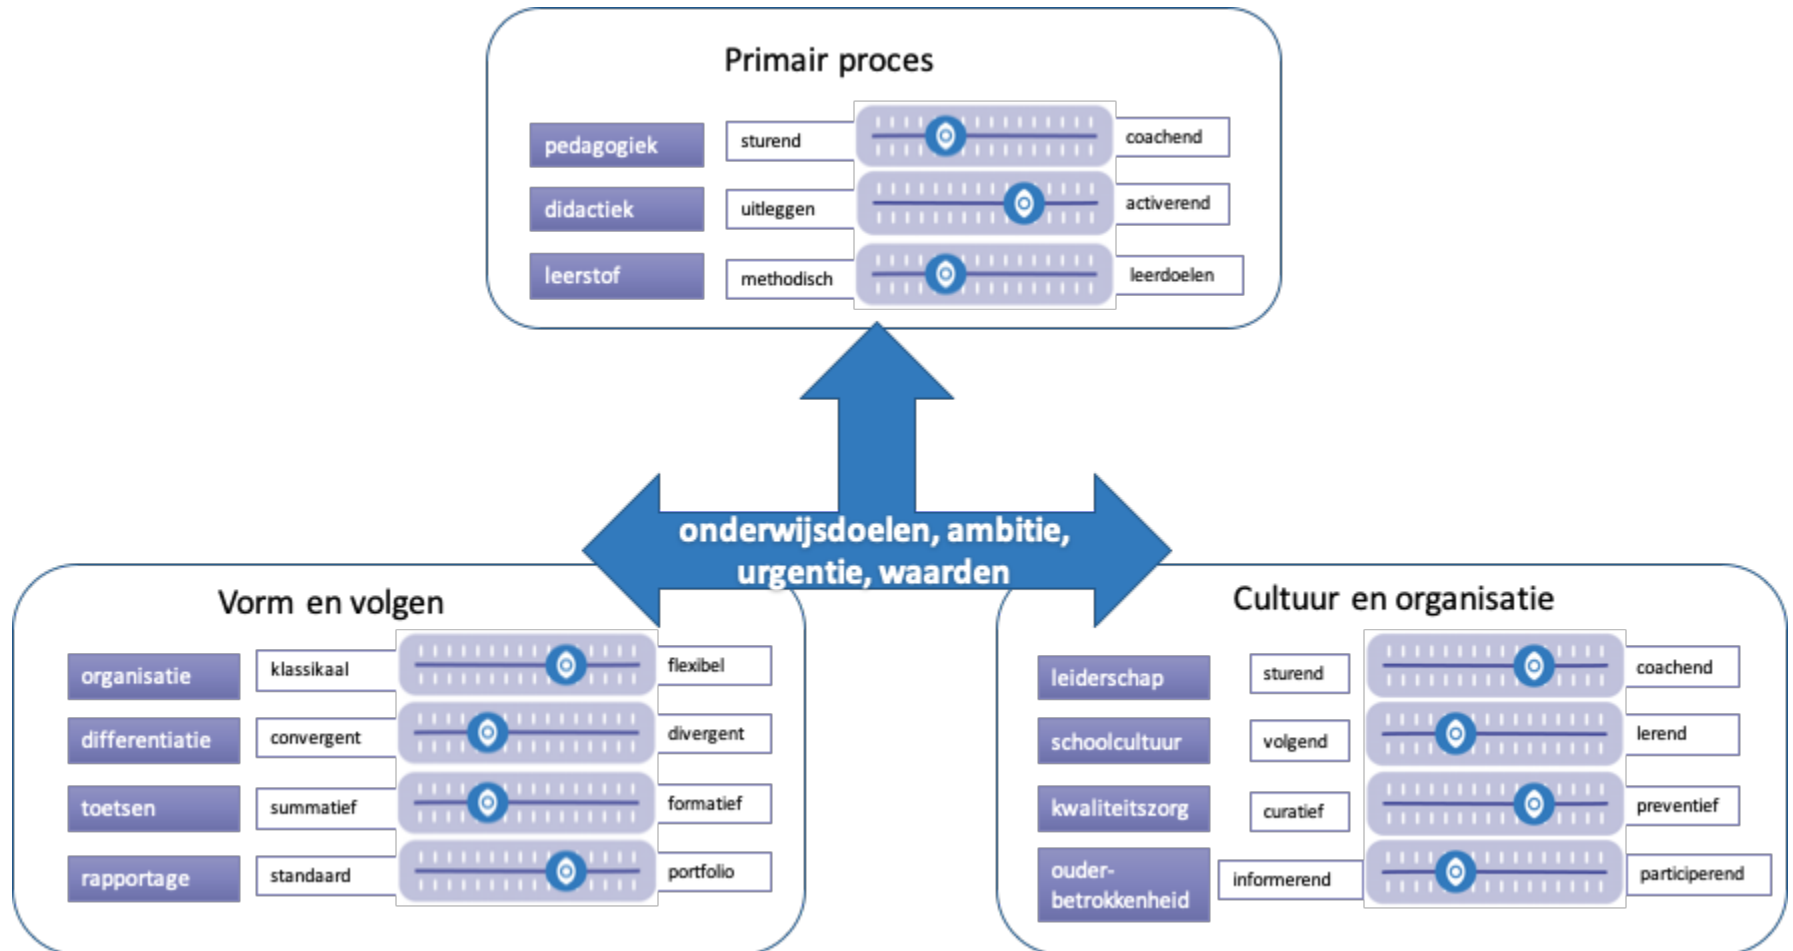 Primair proces
pedagogiek sturend coachend
didactiek uitleggen activerend
leerstof methodisch leerdoelen
onderwijsdoelen, ambitie,
urgentie, waarden
Vorm en volgen
organisatie klassikaal flexibel
differentiatie convergent divergent
toetsen summatief formatief
rapportage standaard portfolio
Cultuur en organisatie
leiderschap sturend coachend
schoolcultuur volgend lerend
kwaliteitszorg curatief preventief
ouder-
betrokkenheid informerend participerend